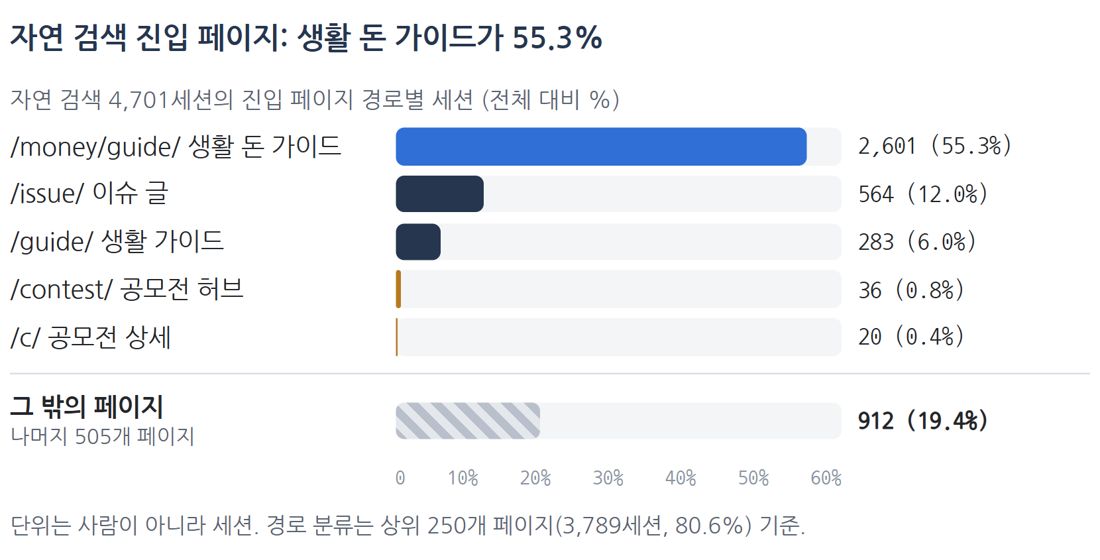 자연 검색 진입 페이지: 생활 돈 가이드가 55.3%
자연 검색 4,701세션의 진입 페이지 경로별 세션 (전체 대비 %)
/money/guide/ 생활 돈 가이드 2,601 (55.3%)
/issue/ 이슈 글 564 (12.0%)
/guide/ 생활 가이드 283 (6.0%)
/contest/ 공모전 허브 36 (0.8%)
/c/ 공모전 상세 20 (0.4%)
그 밖의 페이지 912 (19.4%)
나머지 505개 페이지
0 10% 20% 30% 40% 50% 60%
단위는 사람이 아니라 세션. 경로 분류는 상위 250개 페이지(3,789세션, 80.6%) 기준.